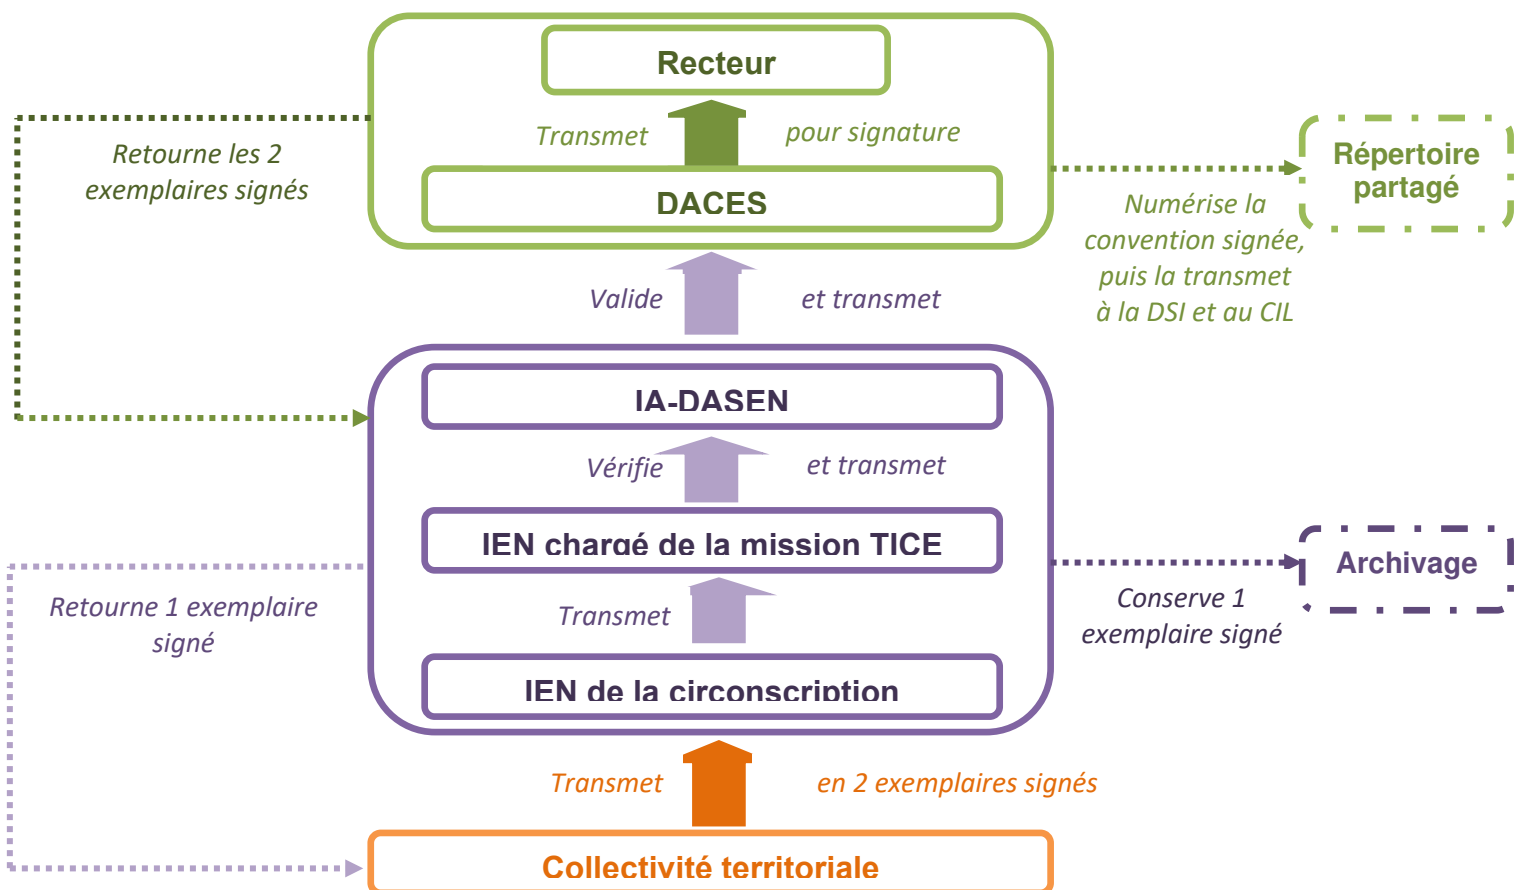 Recteur
Transmet pour signature
DACES
Retourne les 2
exemplaires signés
Répertoire
partagé
Numérise la
convention signée,
puis la transmet
à la DSI et au CIL
Valide et transmet
IA-DASEN
Vérifie et transmet
IEN chargé de la mission TICE
Transmet
IEN de la circonscription
Retourne 1 exemplaire
signé
Archivage
Conserve 1
exemplaire signé
Transmet en 2 exemplaires signés
Collectivité territoriale